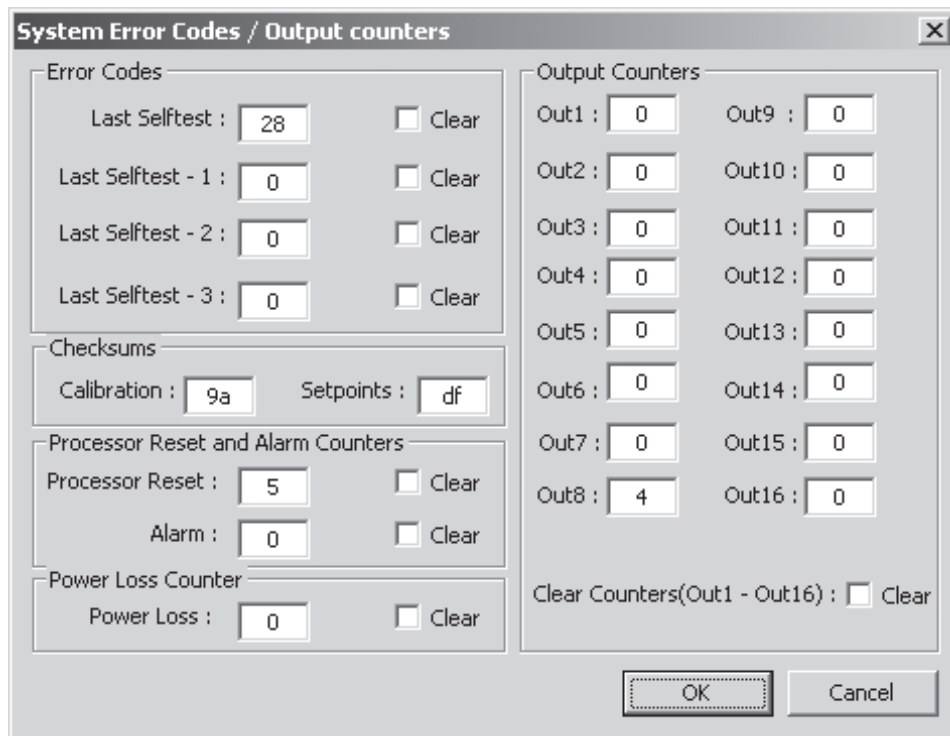 System Error Codes / Output counters
Error Codes
Last Selftest : 28 Clear
Last Selftest - 1 : 0 Clear
Last Selftest - 2 : 0 Clear
Last Selftest - 3 : 0 Clear
Checksums
Calibration : 9a Setpoints : df
Processor Reset and Alarm Counters
Processor Reset : 5 Clear
Alarm : 0 Clear
Power Loss Counter
Power Loss : 0 Clear
Output Counters
Out1 : 0 Out9 : 0
Out2 : 0 Out10 : 0
Out3 : 0 Out11 : 0
Out4 : 0 Out12 : 0
Out5 : 0 Out13 : 0
Out6 : 0 Out14 : 0
Out7 : 0 Out15 : 0
Out8 : 4 Out16 : 0
Clear Counters(Out1 - Out16) : Clear
OK Cancel